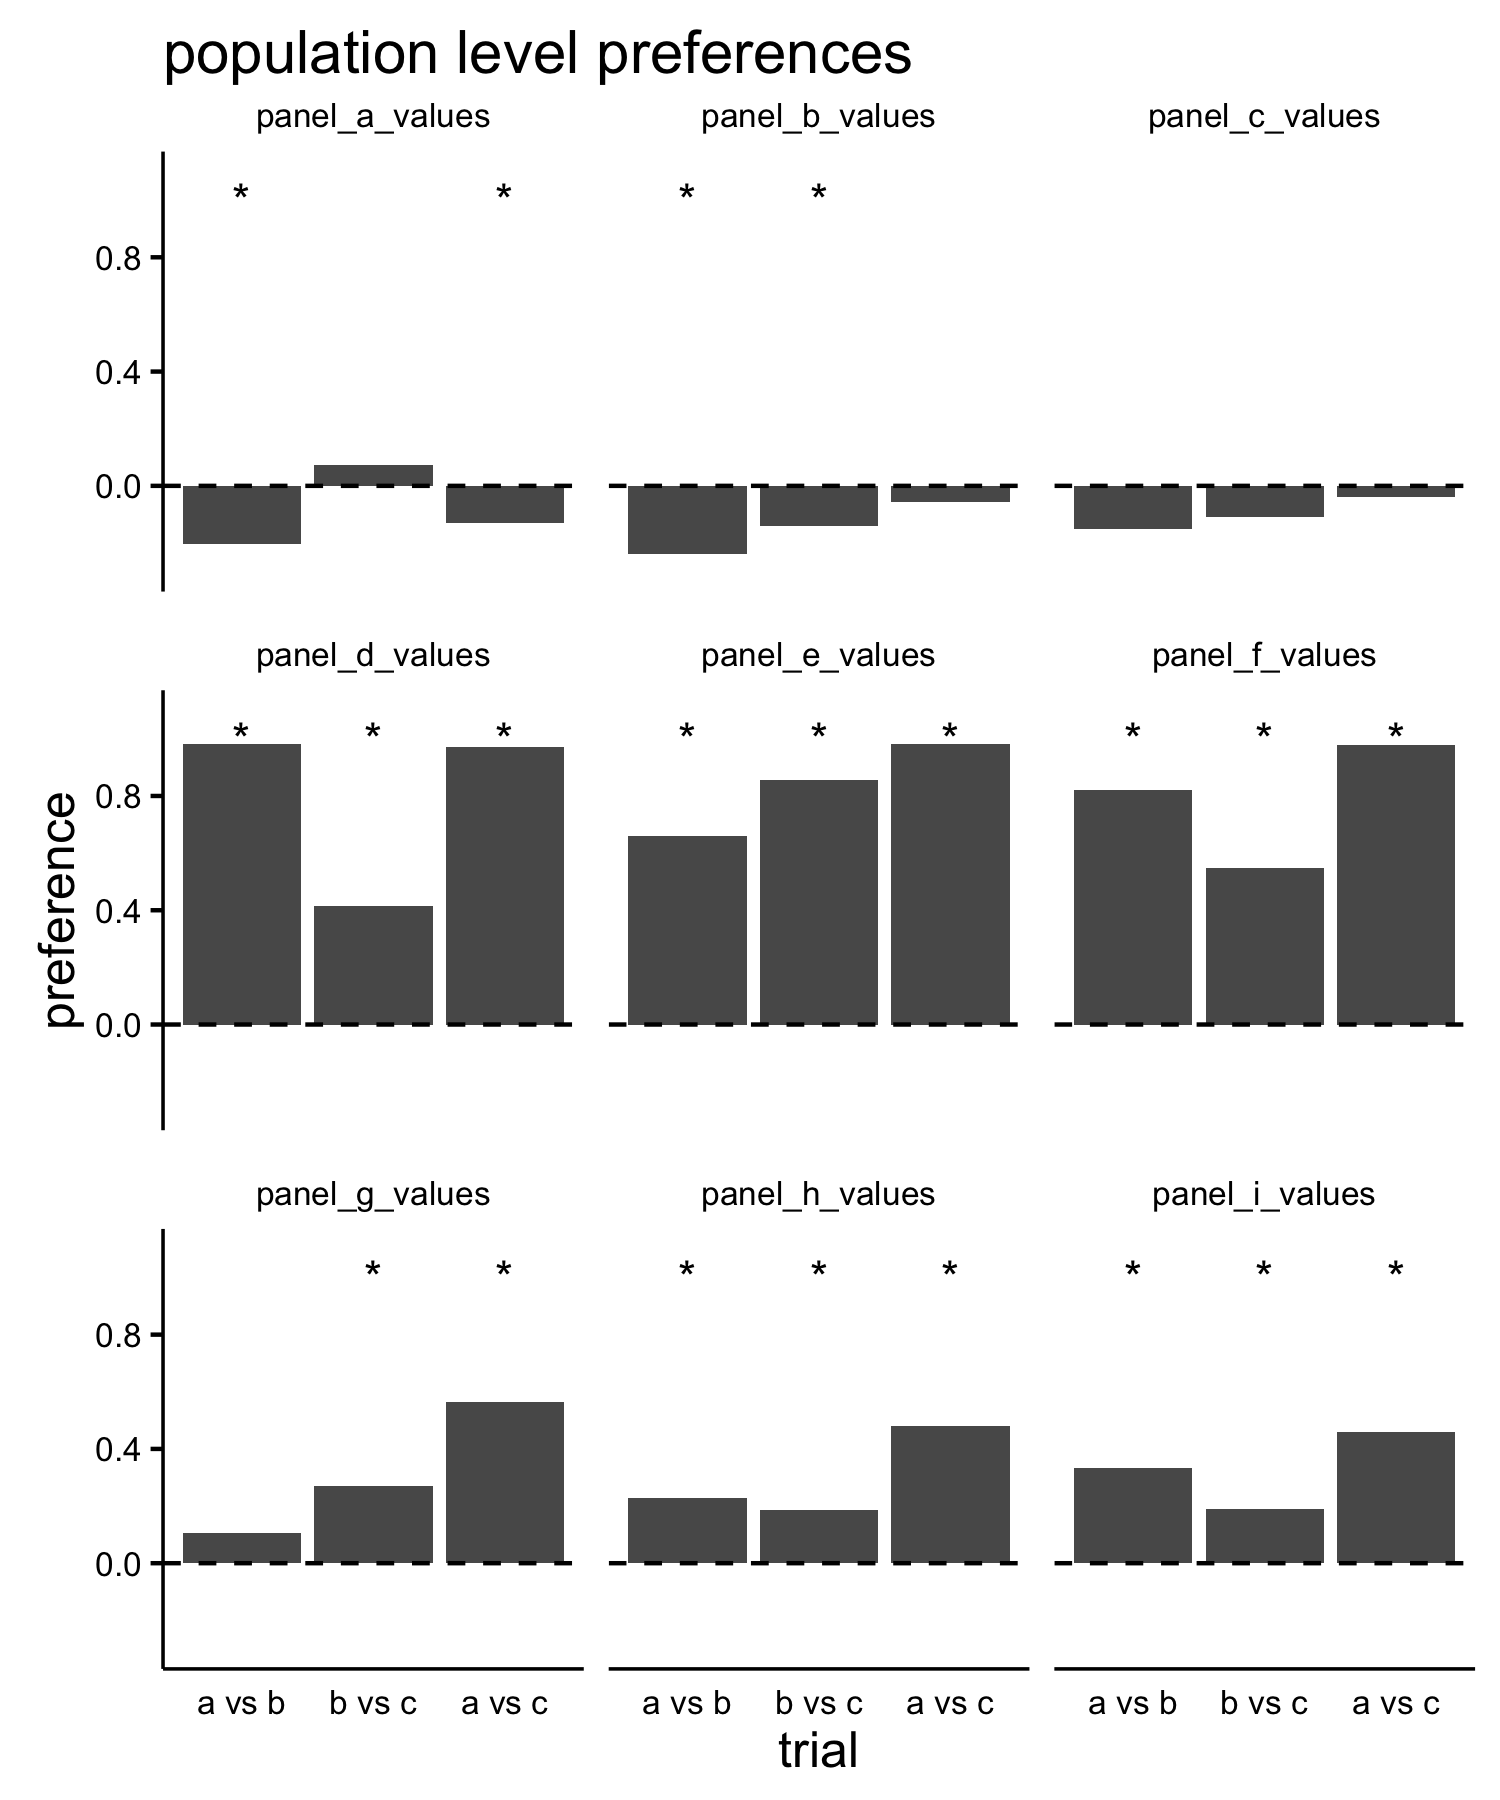 population level preferences
panel_a_values panel_b_values panel_c_values
* * * *
0.8
0.4
0.0
panel_d_values panel_e_values panel_f_values
* * * * * * * * *
0.8
0.4
0.0
preference
panel_g_values panel_h_values panel_i_values
* * * * * * * *
0.8
0.4
0.0
a vs b b vs c a vs c a vs b b vs c a vs c a vs b b vs c a vs c
trial